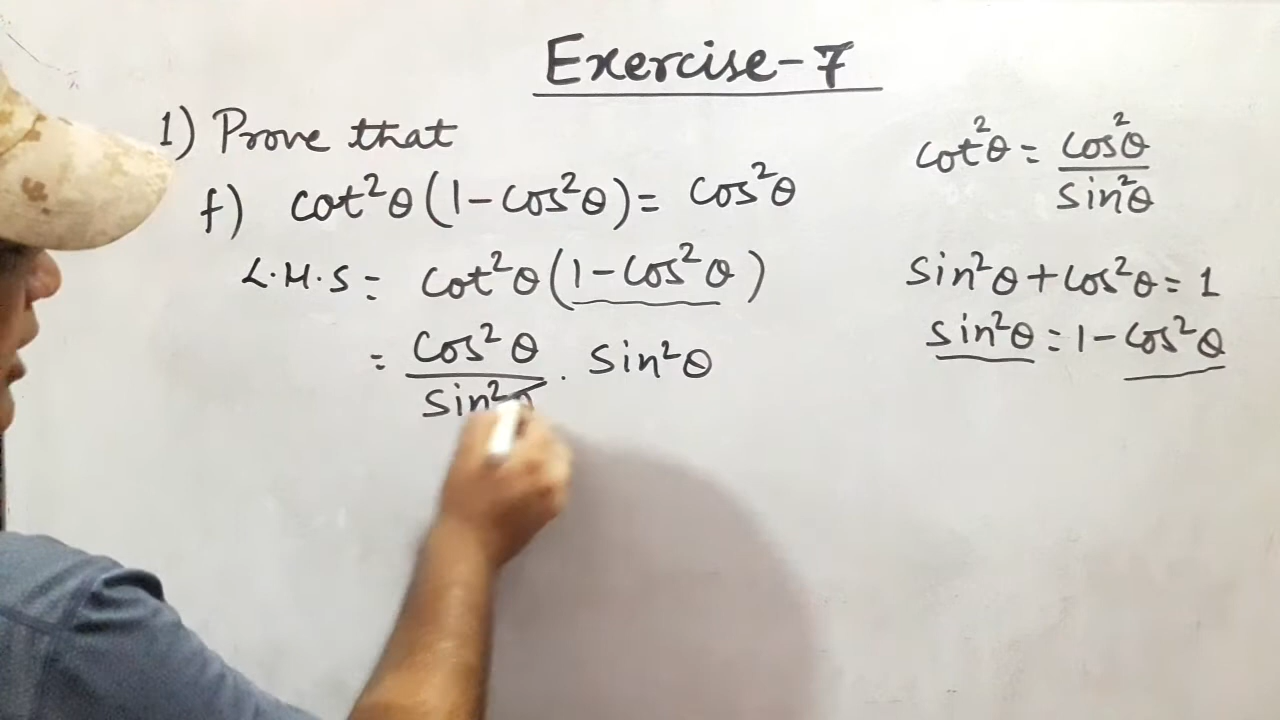 Exercise-7
1) Prove that
f) cot²θ(1-cos²θ)= cos²θ
L.H.S = cot²θ(1-cos²θ)
= cos²θ/sin²θ . sin²θ
cot²θ = cos²θ/sin²θ
sin²θ+cos²θ=1
sin²θ=1-cos²θ